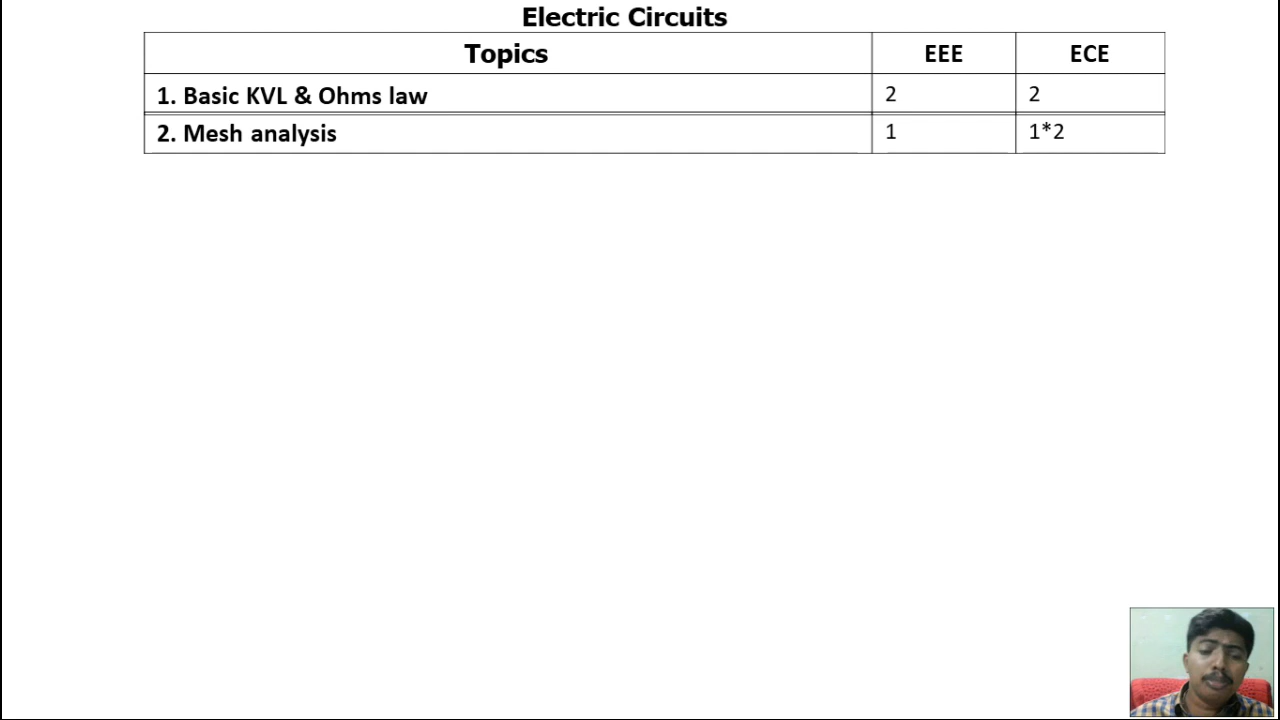 Electric Circuits
Topics EEE ECE
1. Basic KVL & Ohms law 2 2
2. Mesh analysis 1 1*2